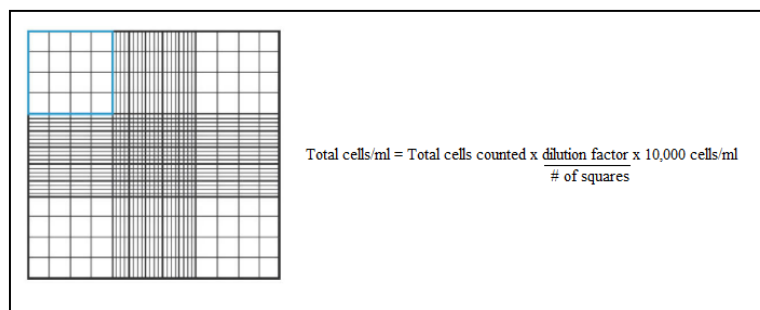 Total cells/ml = Total cells counted x dilution factor x 10,000 cells/ml
# of squares